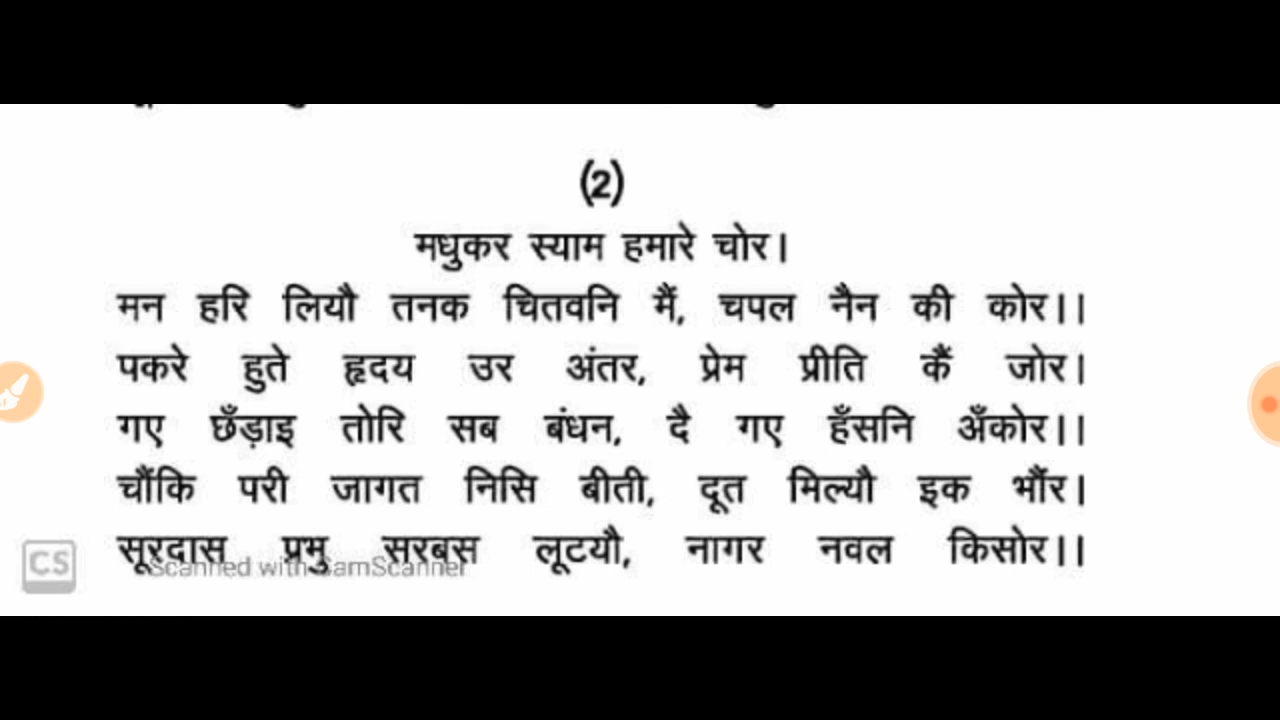 (2)
मधुकर स्याम हमारे चोर।
मन हरि लियौ तनक चितवनि मैं, चपल नैन की कोर।।
पकरे हुते हृदय उर अंतर, प्रेम प्रीति कैं जोर।
गए छँड़ाइ तोरि सब बंधन, दै गए हँसनि अँकोर।।
चौंकि परी जागत निसि बीती, दूत मिल्यौ इक भौंर।
सूरदास प्रभु सरबस लूटयौ, नागर नवल किसोर।।
CS Scanned with CamScanner